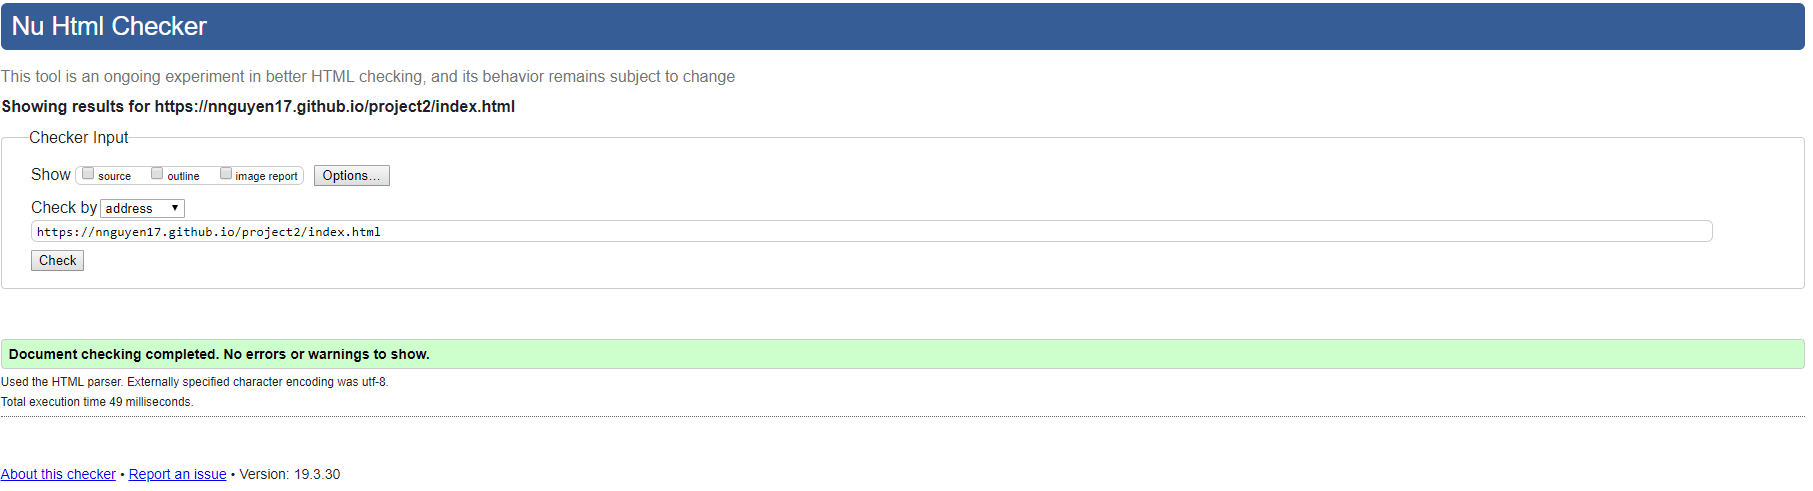 Nu Html Checker
This tool is an ongoing experiment in better HTML checking, and its behavior remains subject to change
Showing results for https://nnguyen17.github.io/project2/index.html
Checker Input
Show source outline image report Options...
Check by address
https://nnguyen17.github.io/project2/index.html
Check
Document checking completed. No errors or warnings to show.
Used the HTML parser. Externally specified character encoding was utf-8.
Total execution time 49 milliseconds.
About this checker • Report an issue • Version: 19.3.30